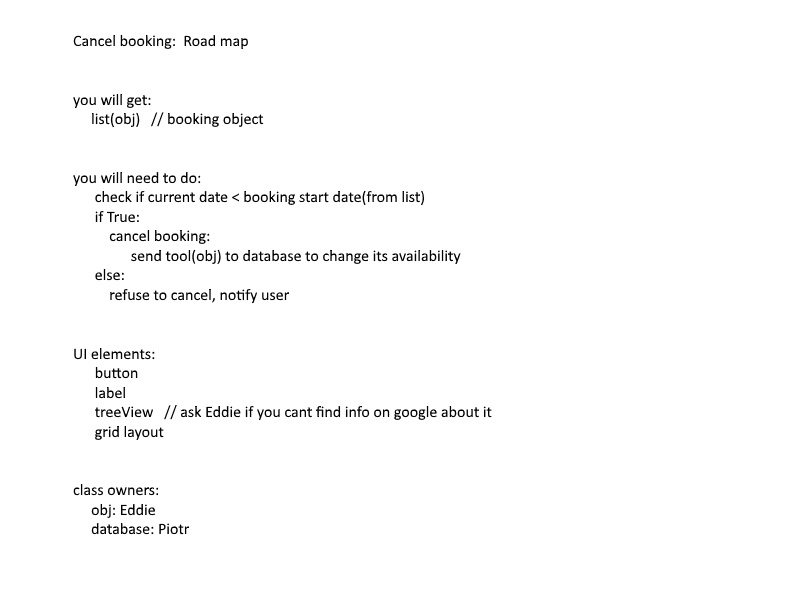 Cancel booking:  Road map
you will get:
list(obj)   // booking object
you will need to do:
check if current date < booking start date(from list)
if True:
cancel booking:
send tool(obj) to database to change its availability
else:
refuse to cancel, notify user
UI elements:
button
label
treeView   // ask Eddie if you cant find info on google about it
grid layout
class owners:
obj: Eddie
database: Piotr